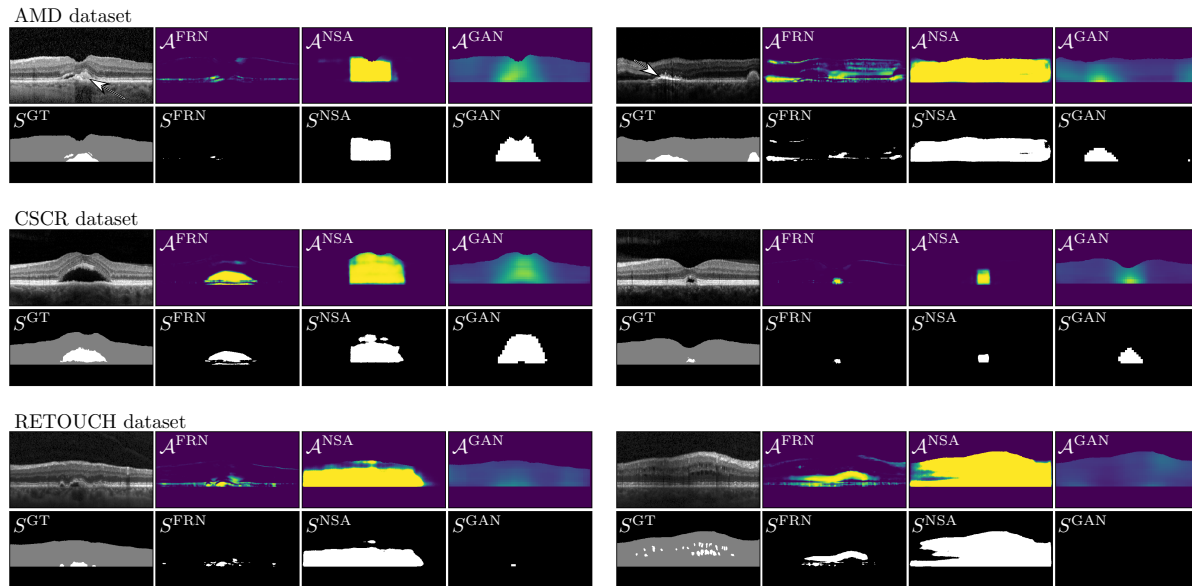 AMD dataset
𝒜^FRN 𝒜^NSA 𝒜^GAN 𝒜^FRN 𝒜^NSA 𝒜^GAN
S^GT S^FRN S^NSA S^GAN S^GT S^FRN S^NSA S^GAN
CSCR dataset
𝒜^FRN 𝒜^NSA 𝒜^GAN 𝒜^FRN 𝒜^NSA 𝒜^GAN
S^GT S^FRN S^NSA S^GAN S^GT S^FRN S^NSA S^GAN
RETOUCH dataset
𝒜^FRN 𝒜^NSA 𝒜^GAN 𝒜^FRN 𝒜^NSA 𝒜^GAN
S^GT S^FRN S^NSA S^GAN S^GT S^FRN S^NSA S^GAN